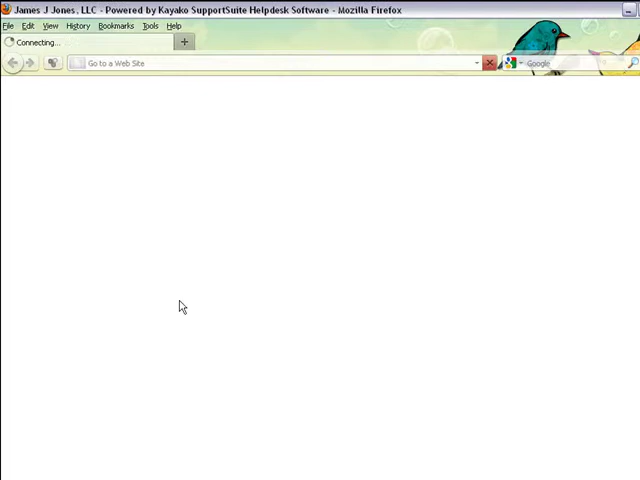 James J Jones, LLC - Powered by Kayako SupportSuite Helpdesk Software - Mozilla Firefox
File Edit View History Bookmarks Tools Help
Connecting...
Go to a Web Site
Google